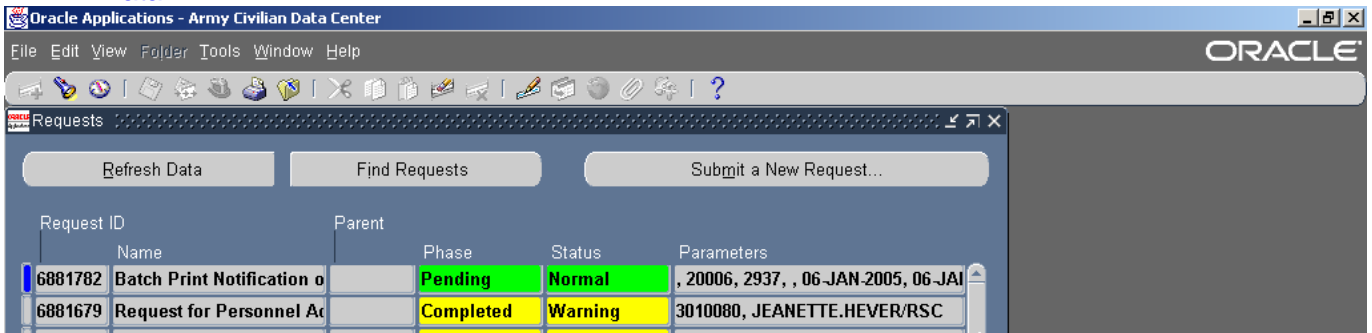 Oracle Applications - Army Civilian Data Center
File Edit View Folder Tools Window Help
ORACLE
Requests
Refresh Data Find Requests Submit a New Request...
Request ID Parent
Name Phase Status Parameters
6881782 Batch Print Notification o Pending Normal , 20006, 2937, , 06-JAN-2005, 06-JAI
6881679 Request for Personnel Ac Completed Warning 3010080, JEANETTE.HEVER/RSC